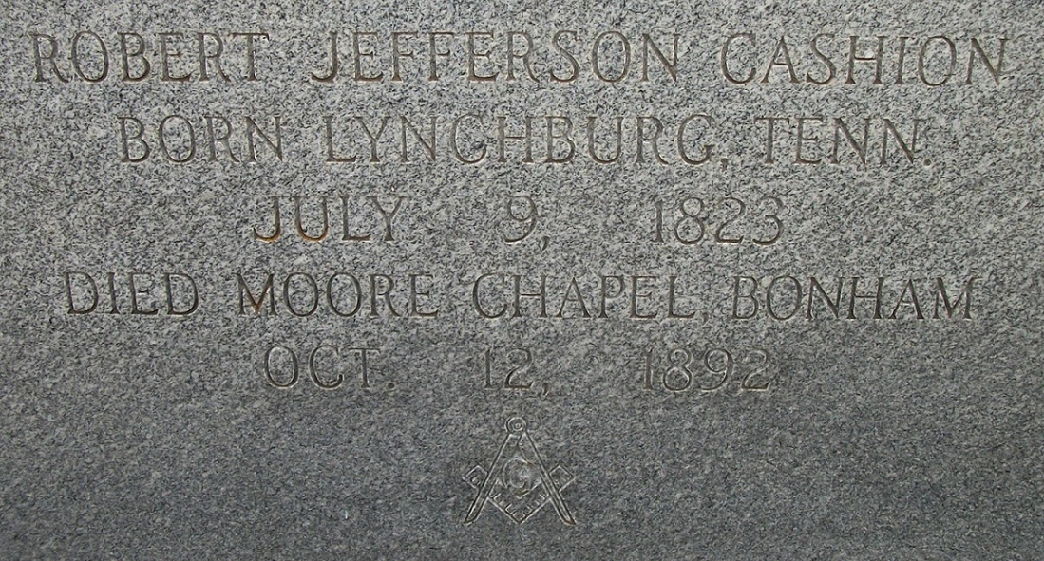 ROBERT JEFFERSON CASHION
BORN LYNCHBURG, TENN.
JULY 9, 1823
DIED MOORE CHAPEL, BONHAM
OCT. 12, 1892
G